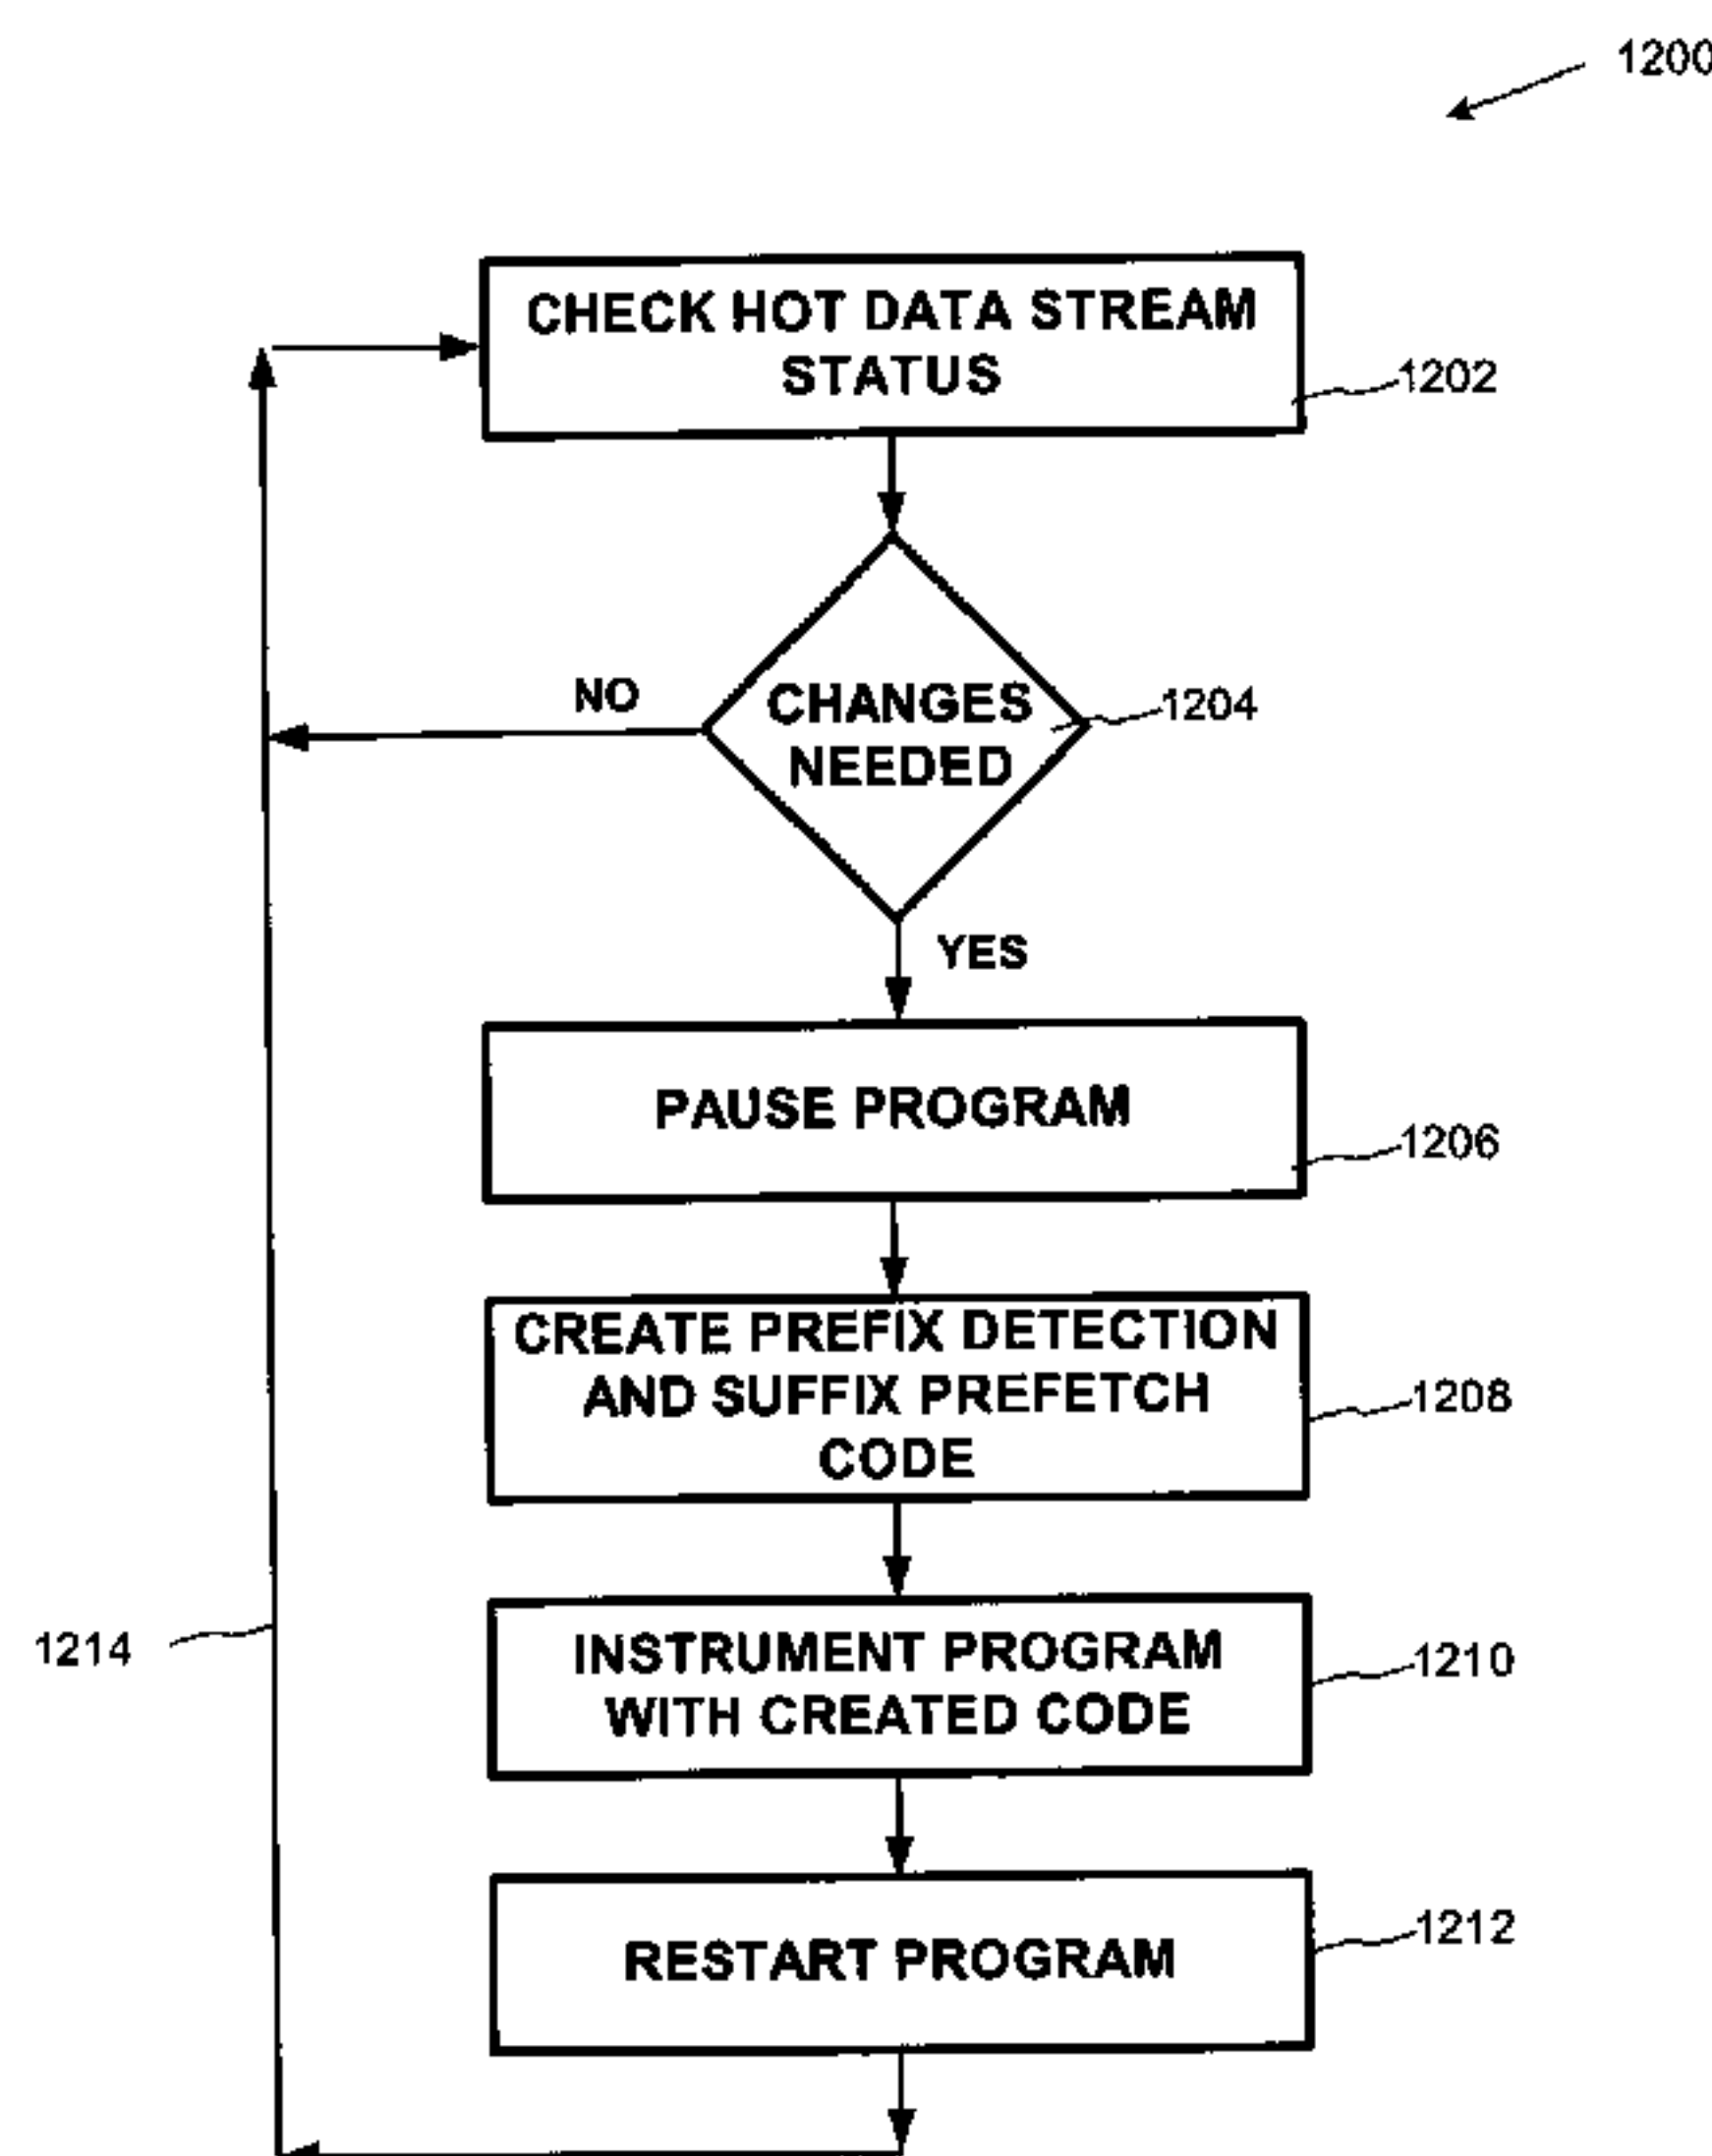 1200
CHECK HOT DATA STREAM
STATUS
1202
NO
CHANGES
NEEDED
1204
YES
PAUSE PROGRAM
1206
CREATE PREFIX DETECTION
AND SUFFIX PREFETCH
CODE
1208
1214
INSTRUMENT PROGRAM
WITH CREATED CODE
1210
RESTART PROGRAM
1212